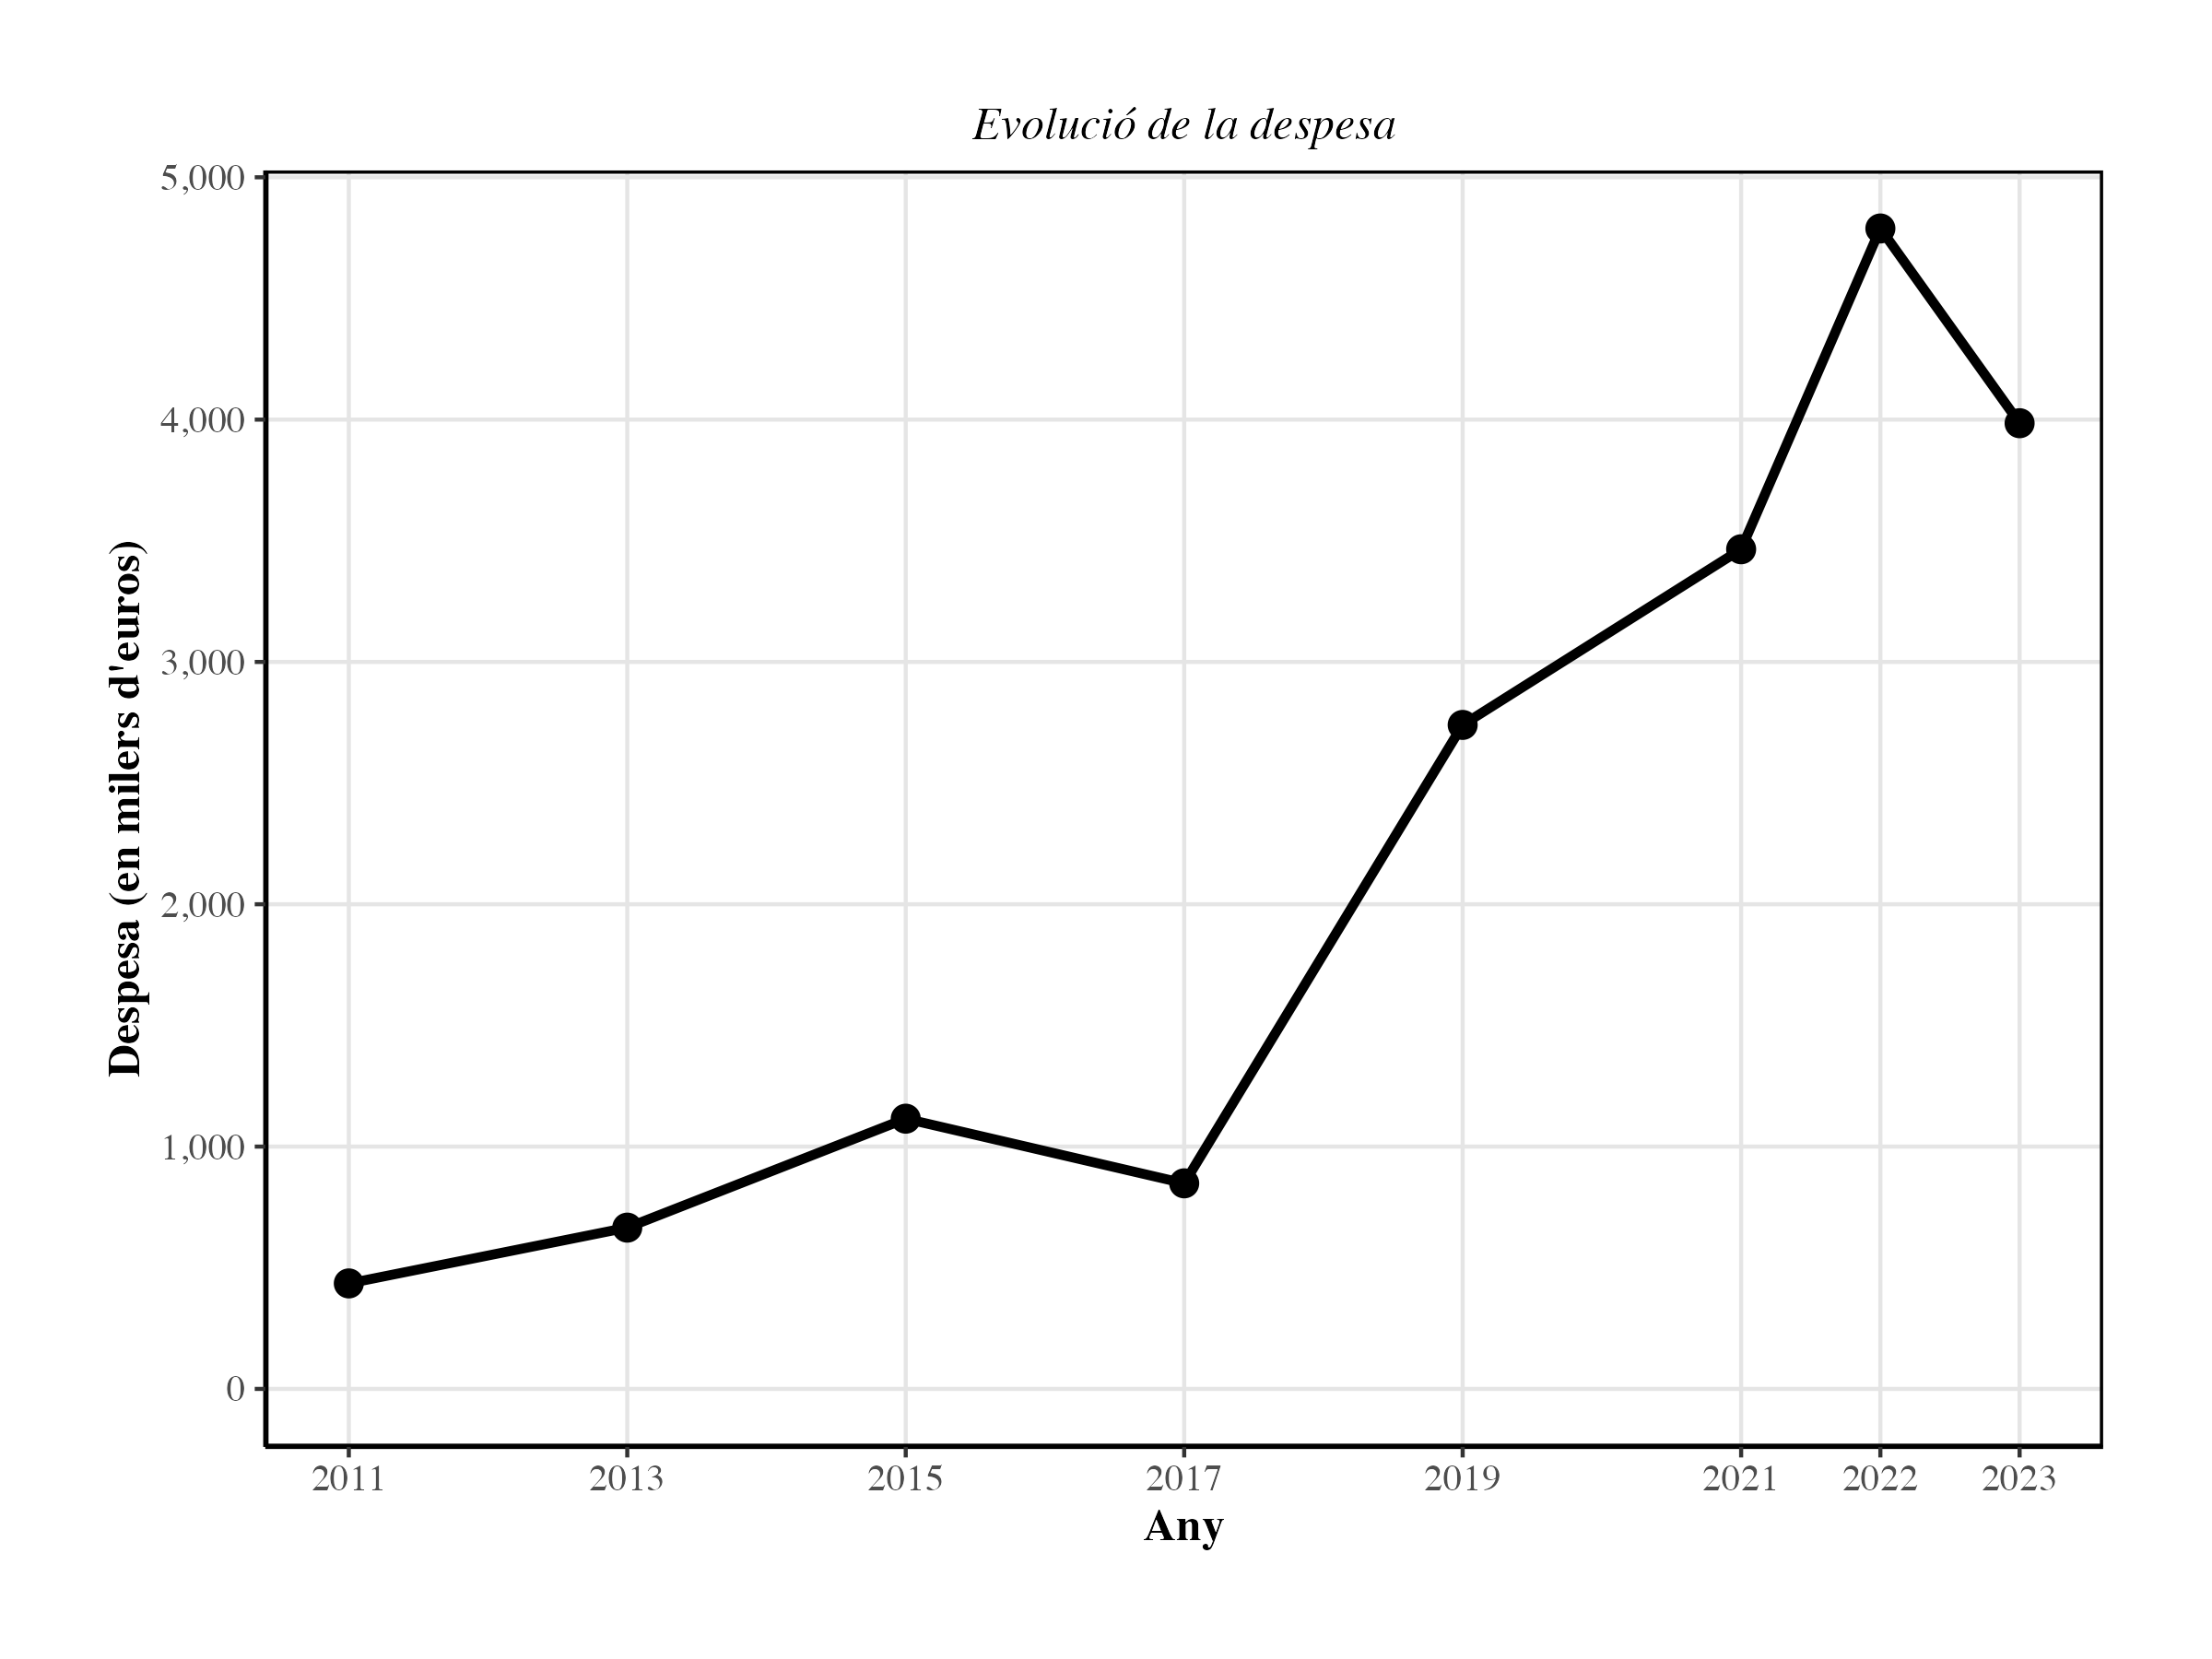 Evolució de la despesa
5,000
4,000
3,000
2,000
1,000
0
Despesa (en milers d'euros)
2011 2013 2015 2017 2019 2021 2022 2023
Any